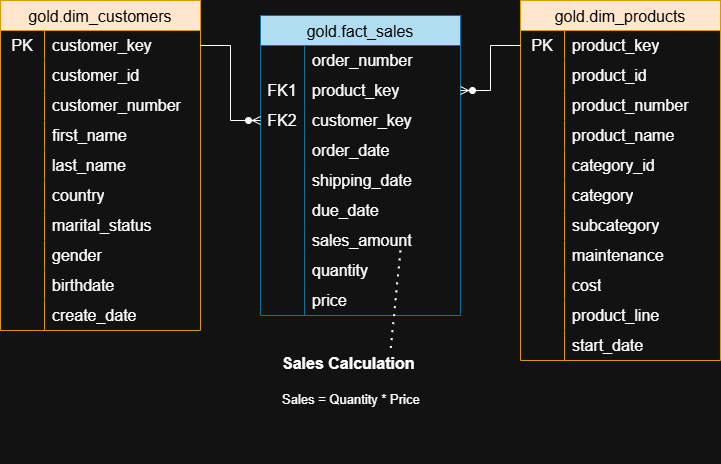 gold.dim_customers
PK customer_key
customer_id
customer_number
first_name
last_name
country
marital_status
gender
birthdate
create_date
gold.fact_sales
order_number
FK1 product_key
FK2 customer_key
order_date
shipping_date
due_date
sales_amount
quantity
price
Sales Calculation
Sales = Quantity * Price
gold.dim_products
PK product_key
product_id
product_number
product_name
category_id
category
subcategory
maintenance
cost
product_line
start_date